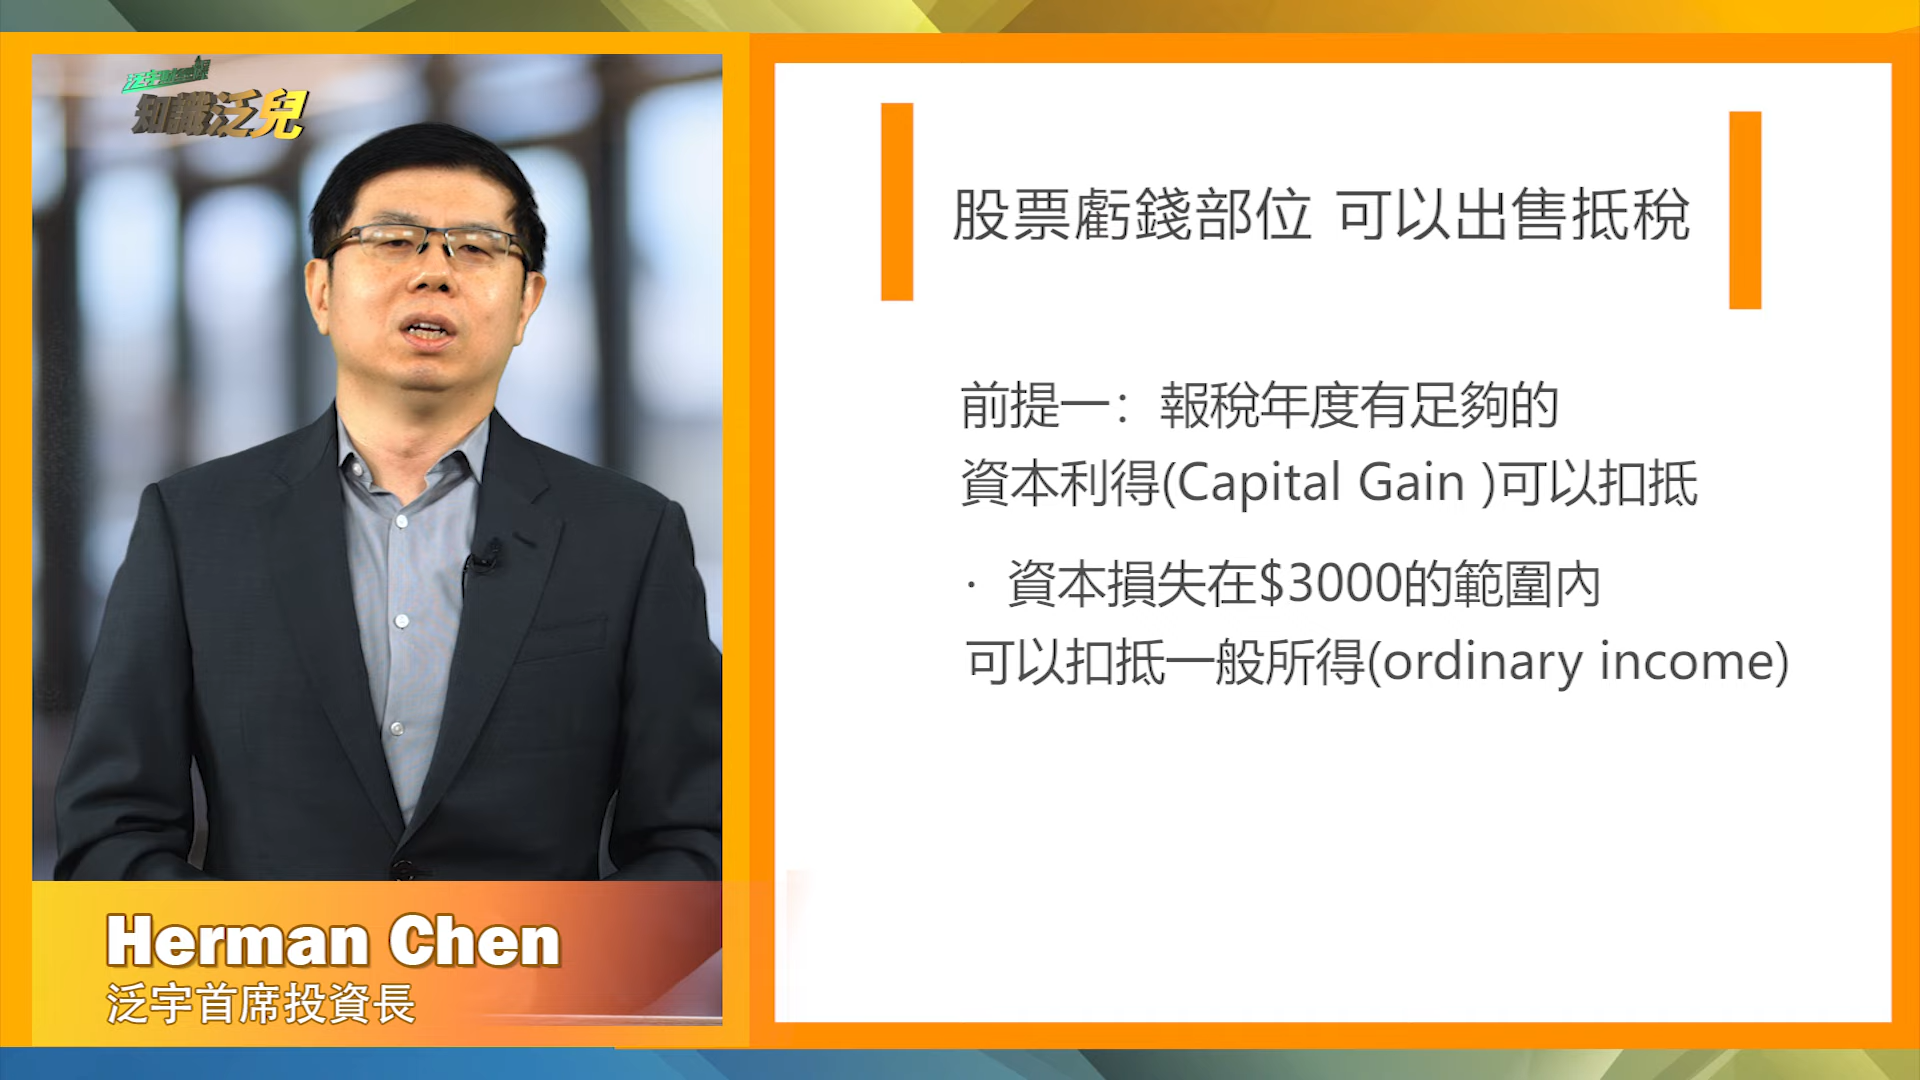 知識泛兒
Herman Chen
泛宇首席投資長
股票虧錢部位 可以出售抵稅
前提一：報稅年度有足夠的
資本利得(Capital Gain )可以扣抵
· 資本損失在$3000的範圍內
可以扣抵一般所得(ordinary income)